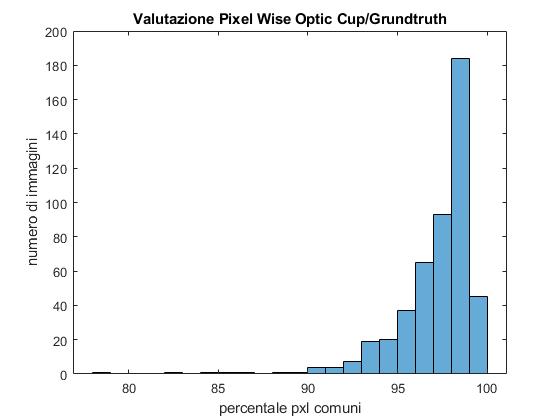 Valutazione Pixel Wise Optic Cup/Grundtruth
200
180
160
140
120
100
80
60
40
20
0
numero di immagini
80 85 90 95 100
percentale pxl comuni